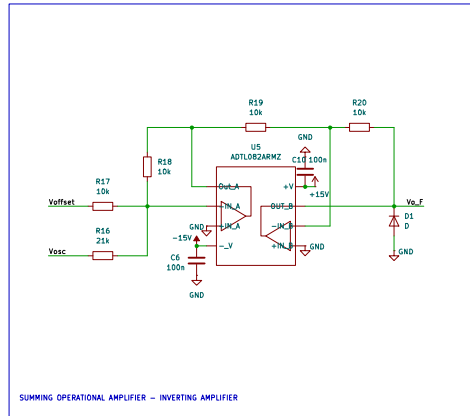 R19
10k
R20
10k
U5
ADTL082ARMZ
GND
C10 100n
R18
10k
Out_A
+V
+15V
R17
10k
Voffset
-IN_A
OUT_B
Vo_F
GND
+IN_A
-IN_B
D1
D
R16
21k
-15V
Vosc
-_V
+IN_B
GND
GND
C6
100n
GND
SUMMING OPERATIONAL AMPLIFIER - INVERTING AMPLIFIER